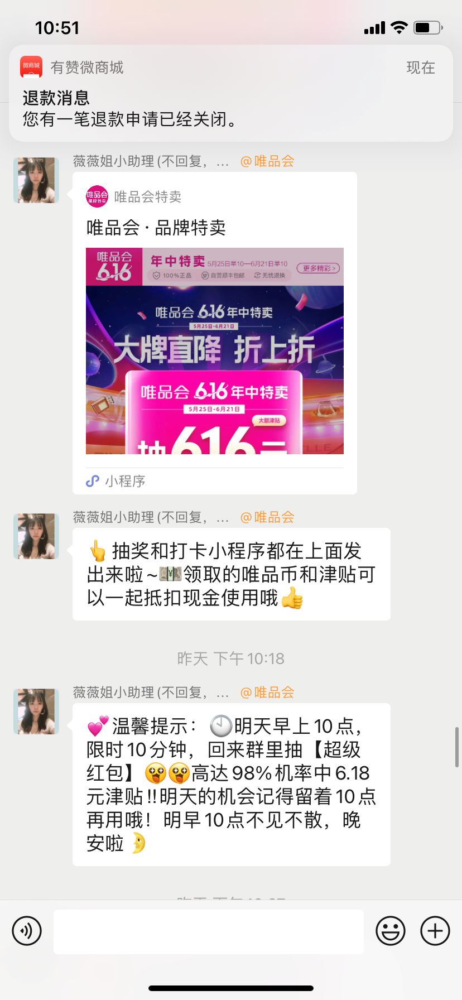 10:51
微商城
有赞微商城
现在
退款消息
您有一笔退款申请已经关闭。
薇薇姐小助理(不回复，... @唯品会
唯品会
品牌特卖
唯品会特卖
唯品会·品牌特卖
唯品会
6.16
年中特卖 5月25日早10—6月21日早10
100%正品 SF 自营顺丰包邮 无忧退换
更多精彩>
唯品会 6.16 年中特卖
5月25日-6月21日
大牌直降 折上折
唯品会 6.16 年中特卖
5月25日-6月21日
大额津贴
抽616元
小程序
薇薇姐小助理(不回复，... @唯品会
👆抽奖和打卡小程序都在上面发
出来啦~💴领取的唯品币和津贴可
以一起抵扣现金使用哦👍
昨天 下午10:18
薇薇姐小助理(不回复，... @唯品会
💕温馨提示：🕙明天早上10点，
限时10分钟，回来群里抽【超级
红包】🤩🤩高达98%机率中6.18
元津贴‼明天的机会记得留着10点
再用哦！明早10点不见不散，晚
安啦🌛